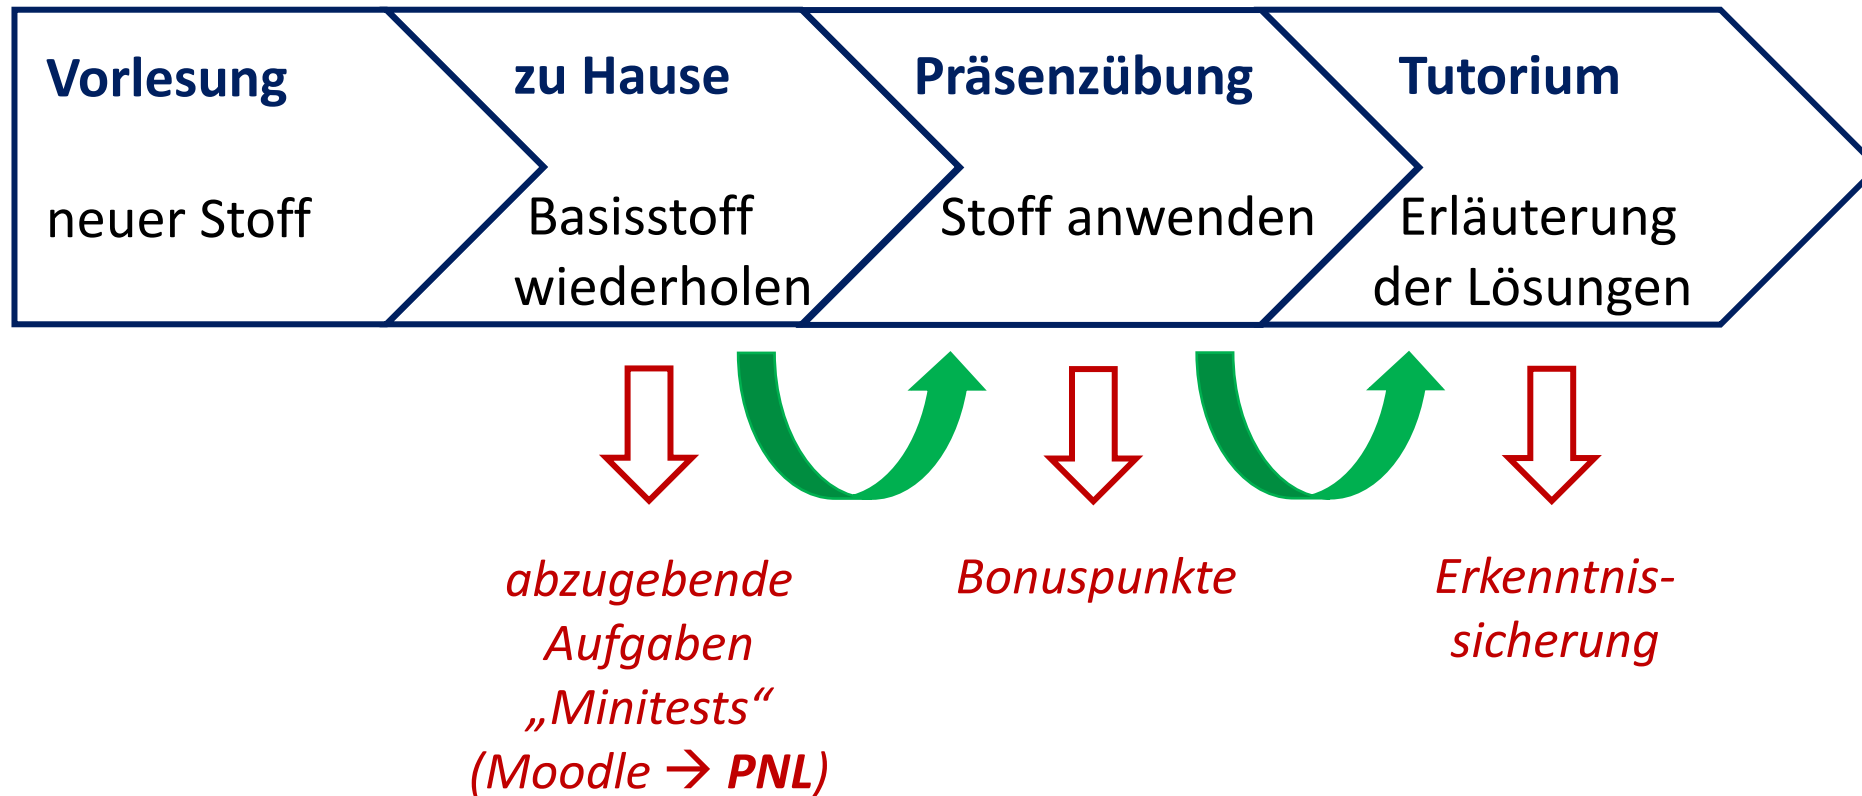 Vorlesung
neuer Stoff
zu Hause
Basisstoff
wiederholen
Präsenzübung
Stoff anwenden
Tutorium
Erläuterung
der Lösungen
abzugebende
Aufgaben
„Minitests“
(Moodle → PNL)
Bonuspunkte
Erkenntnis-
sicherung